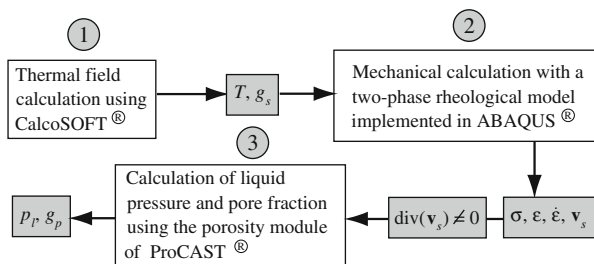 1
Thermal field
calculation using
CalcoSOFT ®
T, gₛ
2
Mechanical calculation with a
two-phase rheological model
implemented in ABAQUS ®
σ, ε, ε̇, vₛ
div(vₛ) ≠ 0
3
Calculation of liquid
pressure and pore fraction
using the porosity module
of ProCAST ®
pₗ, gₚ